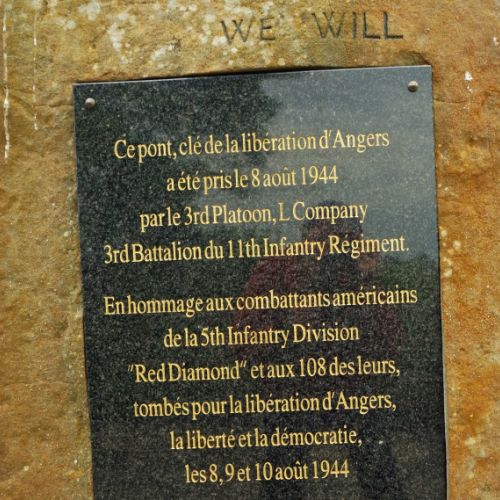 WE WILL
Ce pont, clé de la libération d'Angers
a été pris le 8 août 1944
par le 3rd Platoon, L Company
3rd Battalion du 11th Infantry Régiment.
En hommage aux combattants américains
de la 5th Infantry Division
"Red Diamond" et aux 108 des leurs,
tombés pour la libération d'Angers,
la liberté et la démocratie,
les 8, 9 et 10 août 1944